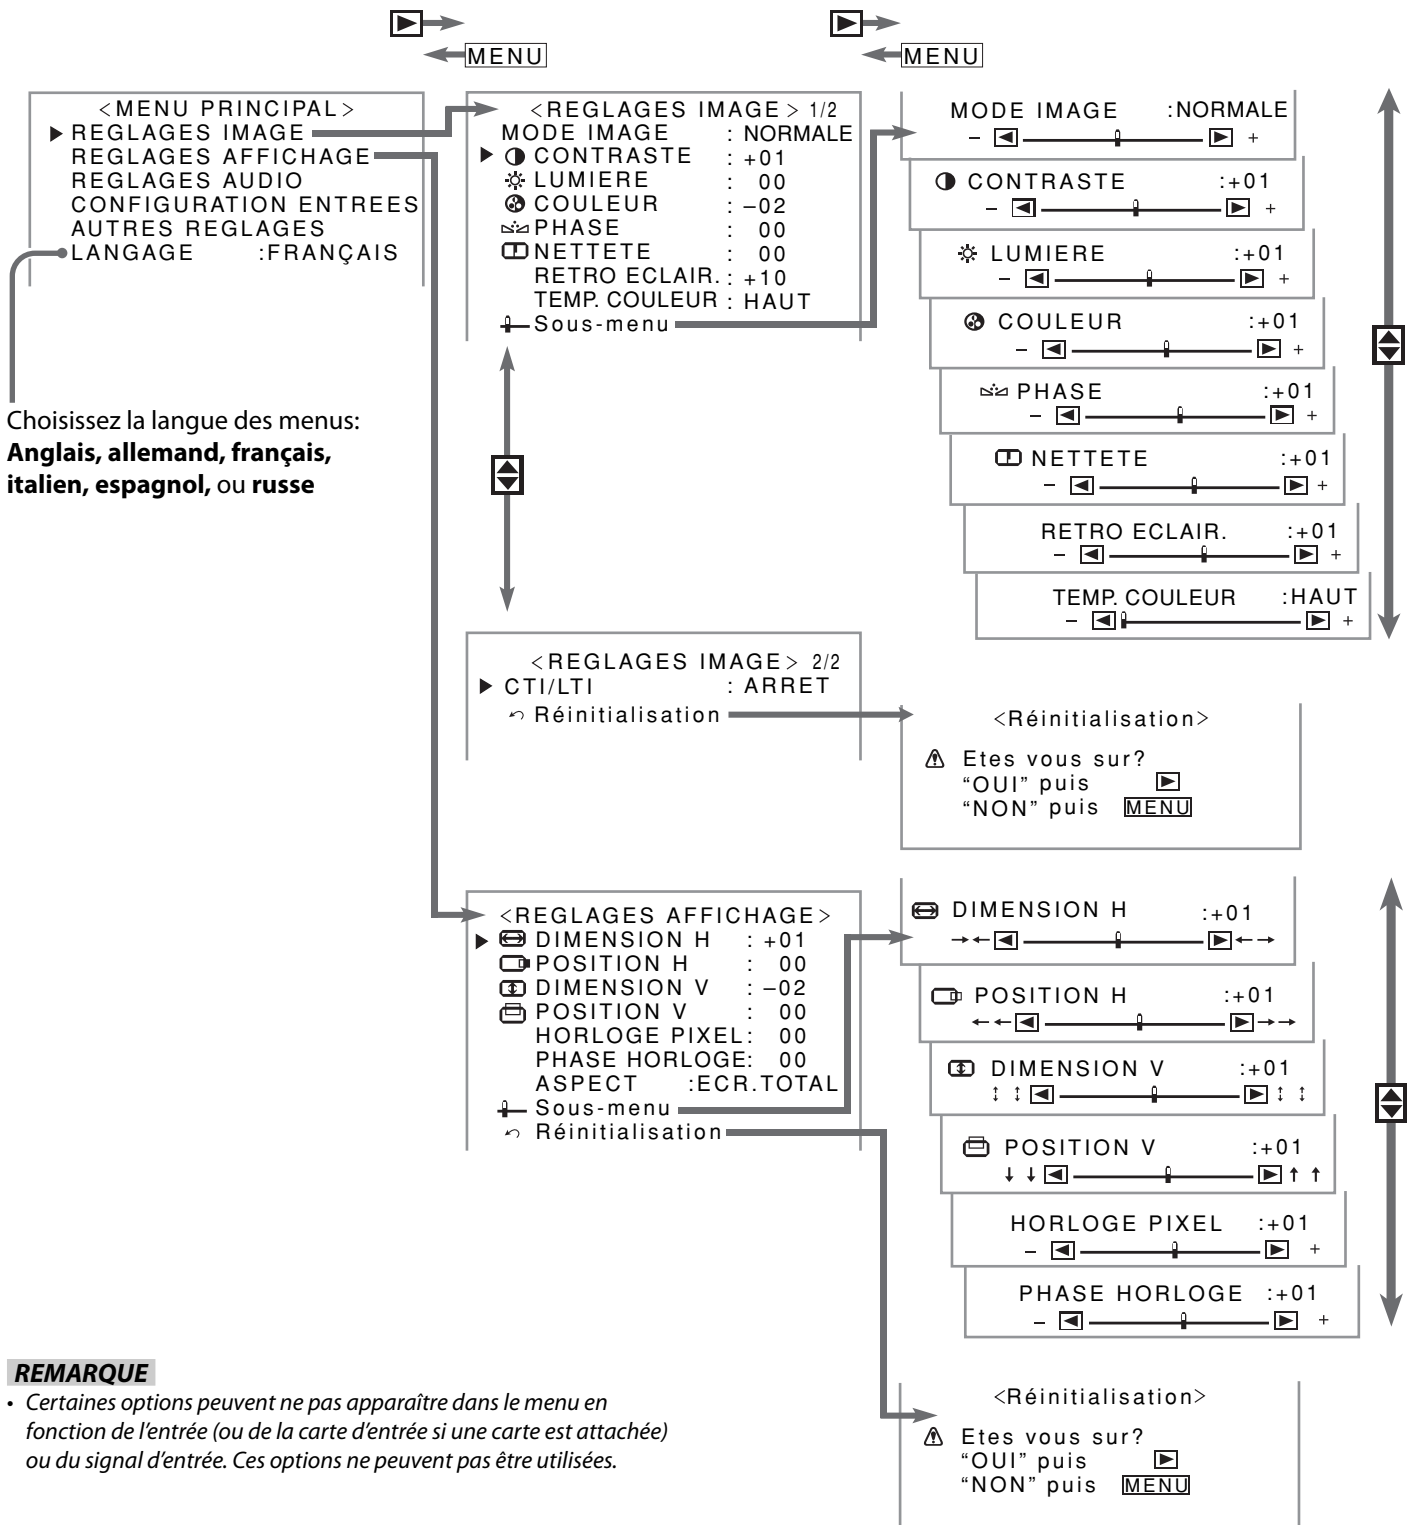 MENU
MENU
<MENU PRINCIPAL>
REGLAGES IMAGE
REGLAGES AFFICHAGE
REGLAGES AUDIO
CONFIGURATION ENTREES
AUTRES REGLAGES
LANGAGE :FRANÇAIS
Choisissez la langue des menus:
Anglais, allemand, français,
italien, espagnol, ou russe
<REGLAGES IMAGE> 1/2
MODE IMAGE : NORMALE
CONTRASTE : +01
LUMIERE : 00
COULEUR : –02
PHASE : 00
NETTETE : 00
RETRO ECLAIR. : +10
TEMP. COULEUR : HAUT
Sous-menu
MODE IMAGE :NORMALE
– +
CONTRASTE :+01
– +
LUMIERE :+01
– +
COULEUR :+01
– +
PHASE :+01
– +
NETTETE :+01
– +
RETRO ECLAIR. :+01
– +
TEMP. COULEUR :HAUT
– +
<REGLAGES IMAGE> 2/2
CTI/LTI : ARRET
Réinitialisation
<Réinitialisation>
Etes vous sur?
“OUI” puis
“NON” puis MENU
<REGLAGES AFFICHAGE>
DIMENSION H : +01
POSITION H : 00
DIMENSION V : –02
POSITION V : 00
HORLOGE PIXEL: 00
PHASE HORLOGE: 00
ASPECT :ECR.TOTAL
Sous-menu
Réinitialisation
DIMENSION H :+01
POSITION H :+01
DIMENSION V :+01
POSITION V :+01
HORLOGE PIXEL :+01
– +
PHASE HORLOGE :+01
– +
<Réinitialisation>
Etes vous sur?
“OUI” puis
“NON” puis MENU
REMARQUE
• Certaines options peuvent ne pas apparaître dans le menu en
fonction de l’entrée (ou de la carte d’entrée si une carte est attachée)
ou du signal d’entrée. Ces options ne peuvent pas être utilisées.